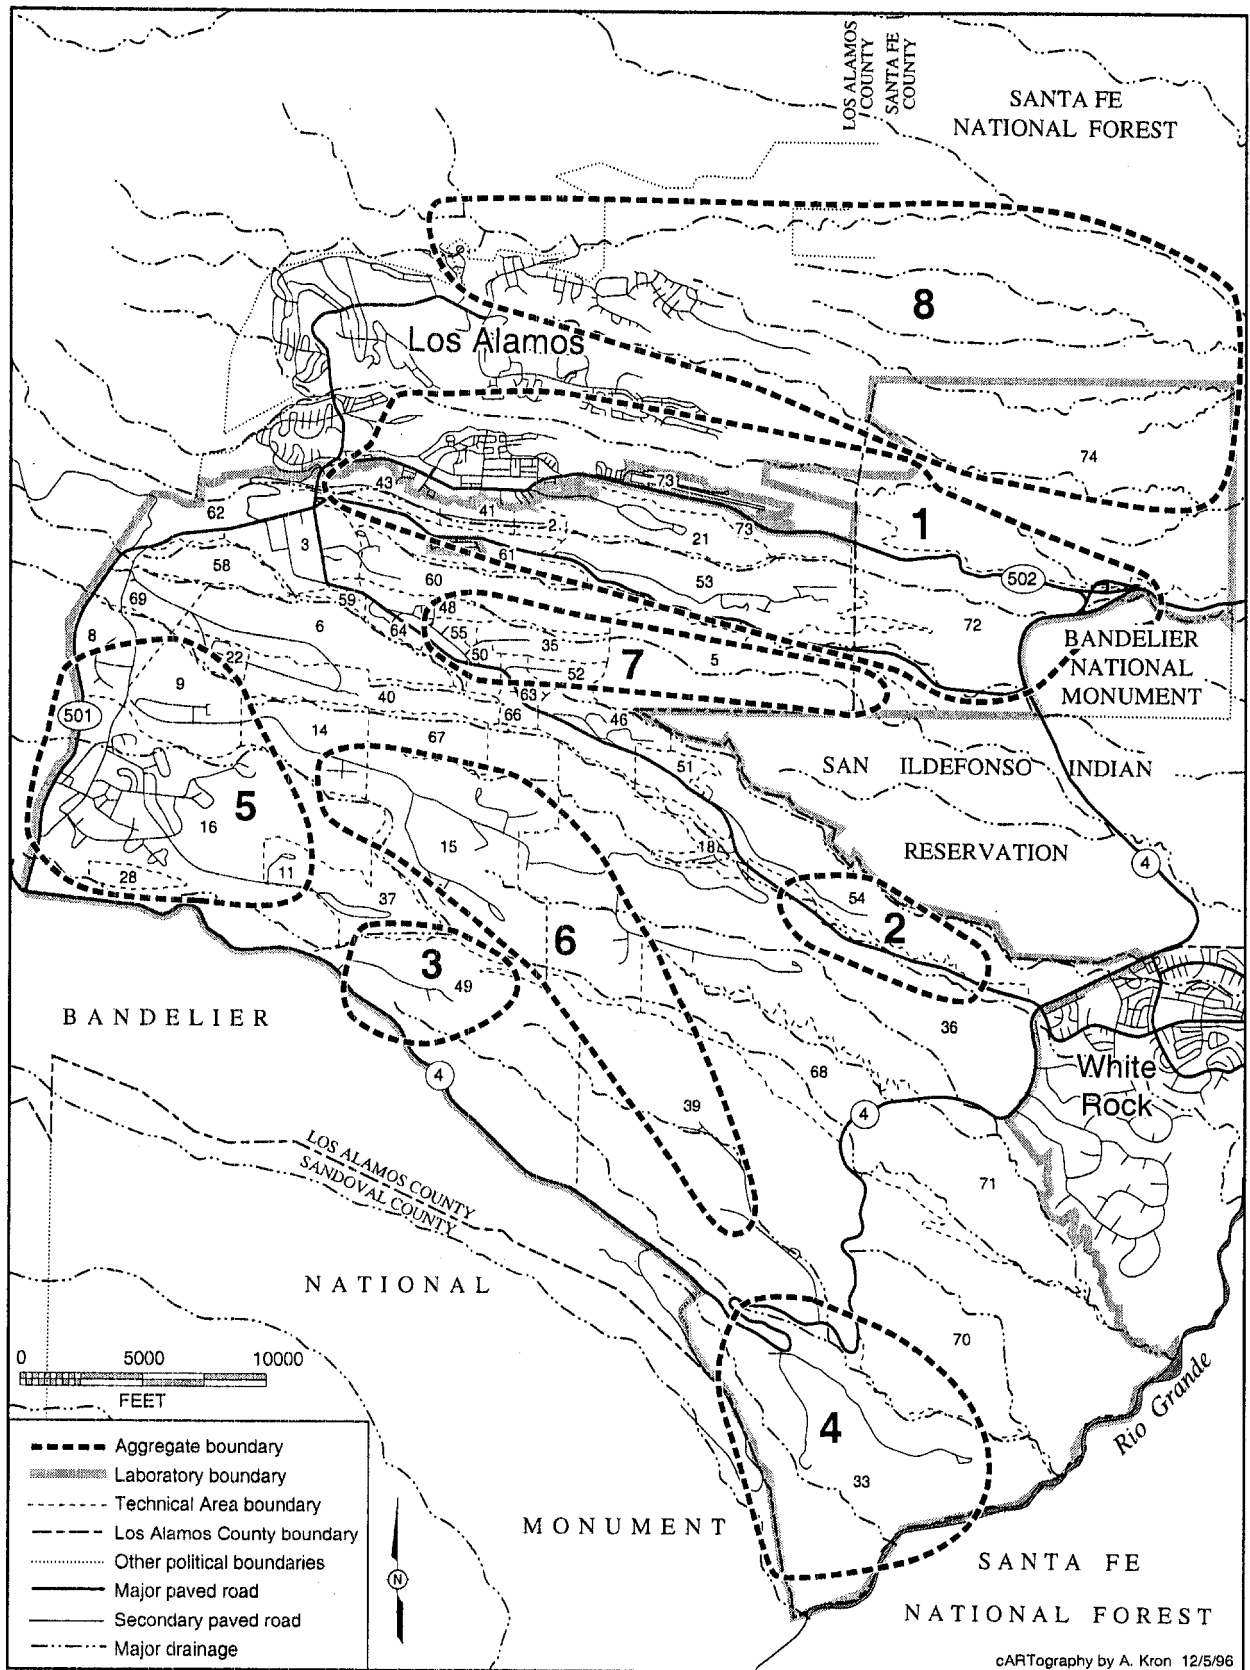 LOS ALAMOS
COUNTY
SANTA FE
COUNTY
SANTA FE
NATIONAL FOREST
8
Los Alamos
74
1
43
73
41
2
21
73
62
3
61
53
502
58
60
59
48
69
6
64
55
35
5
72
8
50
7
BANDELIER
NATIONAL
MONUMENT
22
52
9
40
63
66
46
501
14
67
51
SAN ILDEFONSO INDIAN
5
16
15
18
RESERVATION
4
28
11
37
54
2
6
3
49
BANDELIER
36
White
Rock
4
68
39
4
LOS ALAMOS COUNTY
SANDOVAL COUNTY
71
NATIONAL
70
0 5000 10000
FEET
Rio Grande
4
33
Aggregate boundary
Laboratory boundary
Technical Area boundary
Los Alamos County boundary
Other political boundaries
Major paved road
Secondary paved road
Major drainage
N
MONUMENT
SANTA FE
NATIONAL FOREST
cARTography by A. Kron 12/5/96